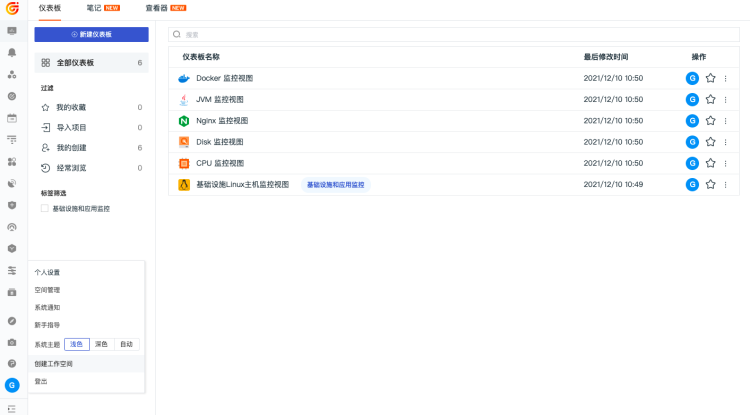 仪表板 笔记 NEW 查看器 NEW
新建仪表板
搜索
全部仪表板 6
过滤
我的收藏 0
导入项目 0
我的创建 6
经常浏览 0
标签筛选
基础设施和应用监控
仪表板名称 最后修改时间 操作
Docker 监控视图 2021/12/10 10:50 G
JVM 监控视图 2021/12/10 10:50 G
Nginx 监控视图 2021/12/10 10:50 G
Disk 监控视图 2021/12/10 10:50 G
CPU 监控视图 2021/12/10 10:50 G
基础设施Linux主机监控视图 基础设施和应用监控 2021/12/10 10:49 G
个人设置
空间管理
系统通知
新手指导
系统主题 浅色 深色 自动
创建工作空间
登出
G